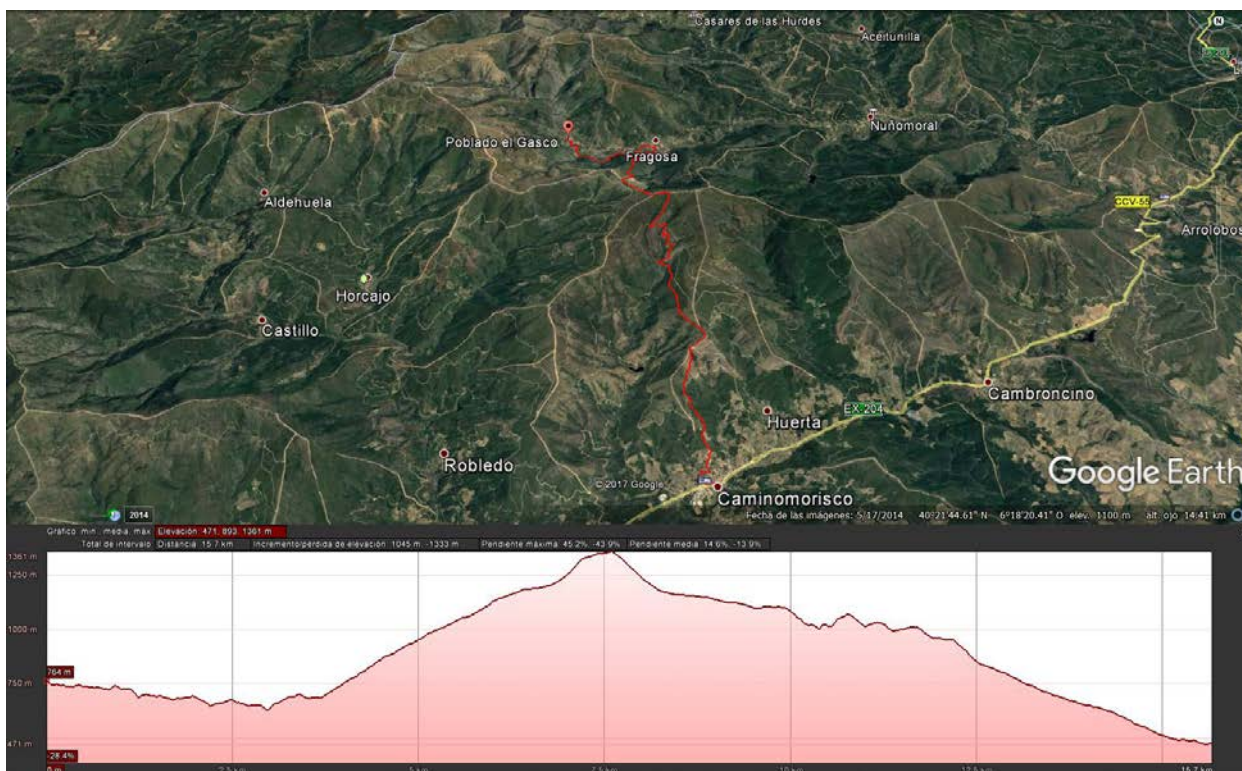 Casares de las Hurdes
Aceitunilla
N
Nuñomoral
Poblado el Gasco
Fragosa
Aldehuela
CCV-55
Arrolobos
Horcajo
Castillo
Cambroncino
Huerta
EX-204
Robledo
Google Earth
© 2017 Google
Caminomorisco
2014
Fecha de las imágenes: 5/17/2014 40°21'44.61" N 6°18'20.41" O elev. 1100 m alt. ojo 14.41 km
Gráfico: mín., media, máx. Elevación: 471, 893, 1361 m
Total de intervalo: Distancia: 15.7 km Incremento/pérdida de elevación: 1045 m, -1333 m Pendiente máxima: 45.2%, -43.9% Pendiente media: 14.6%, -13.9%
1361 m
1250 m
1000 m
764 m
750 m
471 m
-28.4%
0 m 2.5 km 5 km 7.5 km 10 km 12.5 km 15.7 km